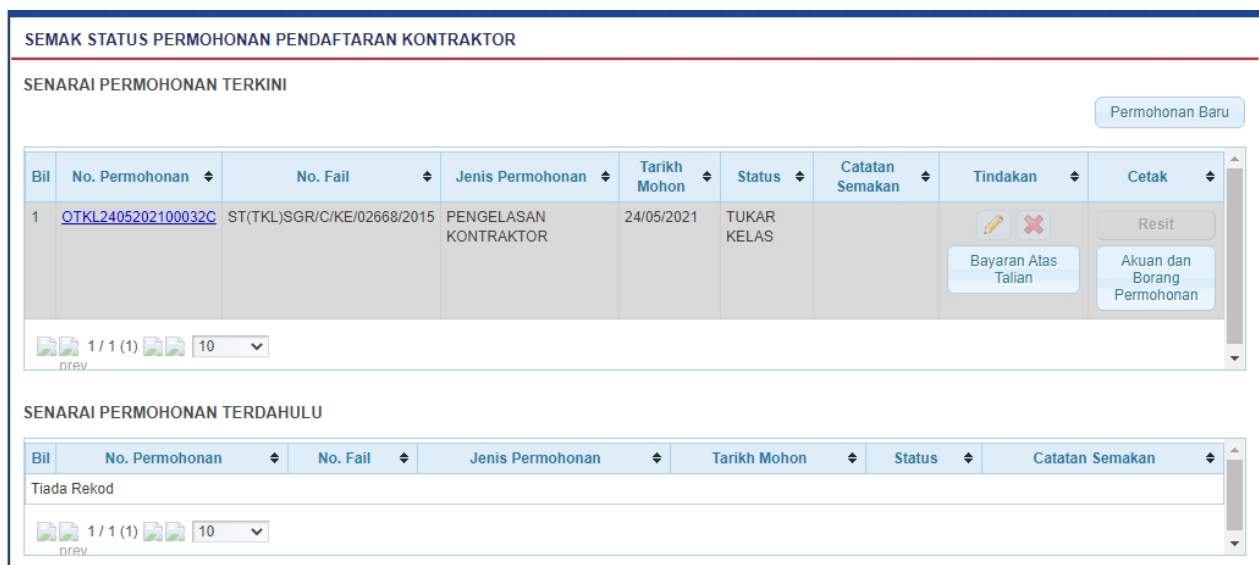 SEMAK STATUS PERMOHONAN PENDAFTARAN KONTRAKTOR
SENARAI PERMOHONAN TERKINI
Permohonan Baru
Bil No. Permohonan No. Fail Jenis Permohonan Tarikh Mohon Status Catatan Semakan Tindakan Cetak
1 OTKL2405202100032C ST(TKL)SGR/C/KE/02668/2015 PENGELASAN KONTRAKTOR 24/05/2021 TUKAR KELAS Resit
Bayaran Atas Talian Akuan dan Borang Permohonan
1 / 1 (1) 10
prev
SENARAI PERMOHONAN TERDAHULU
Bil No. Permohonan No. Fail Jenis Permohonan Tarikh Mohon Status Catatan Semakan
Tiada Rekod
1 / 1 (1) 10
prev